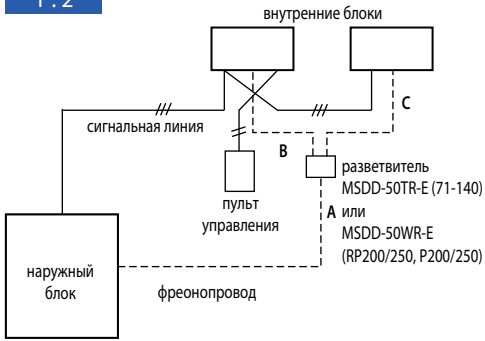 1 : 2
внутренние блоки
C
сигнальная линия
B
разветвитель
MSDD-50TR-E (71-140)
пульт
управления
A или
MSDD-50WR-E
(RP200/250, P200/250)
наружный
блок
фреонопровод